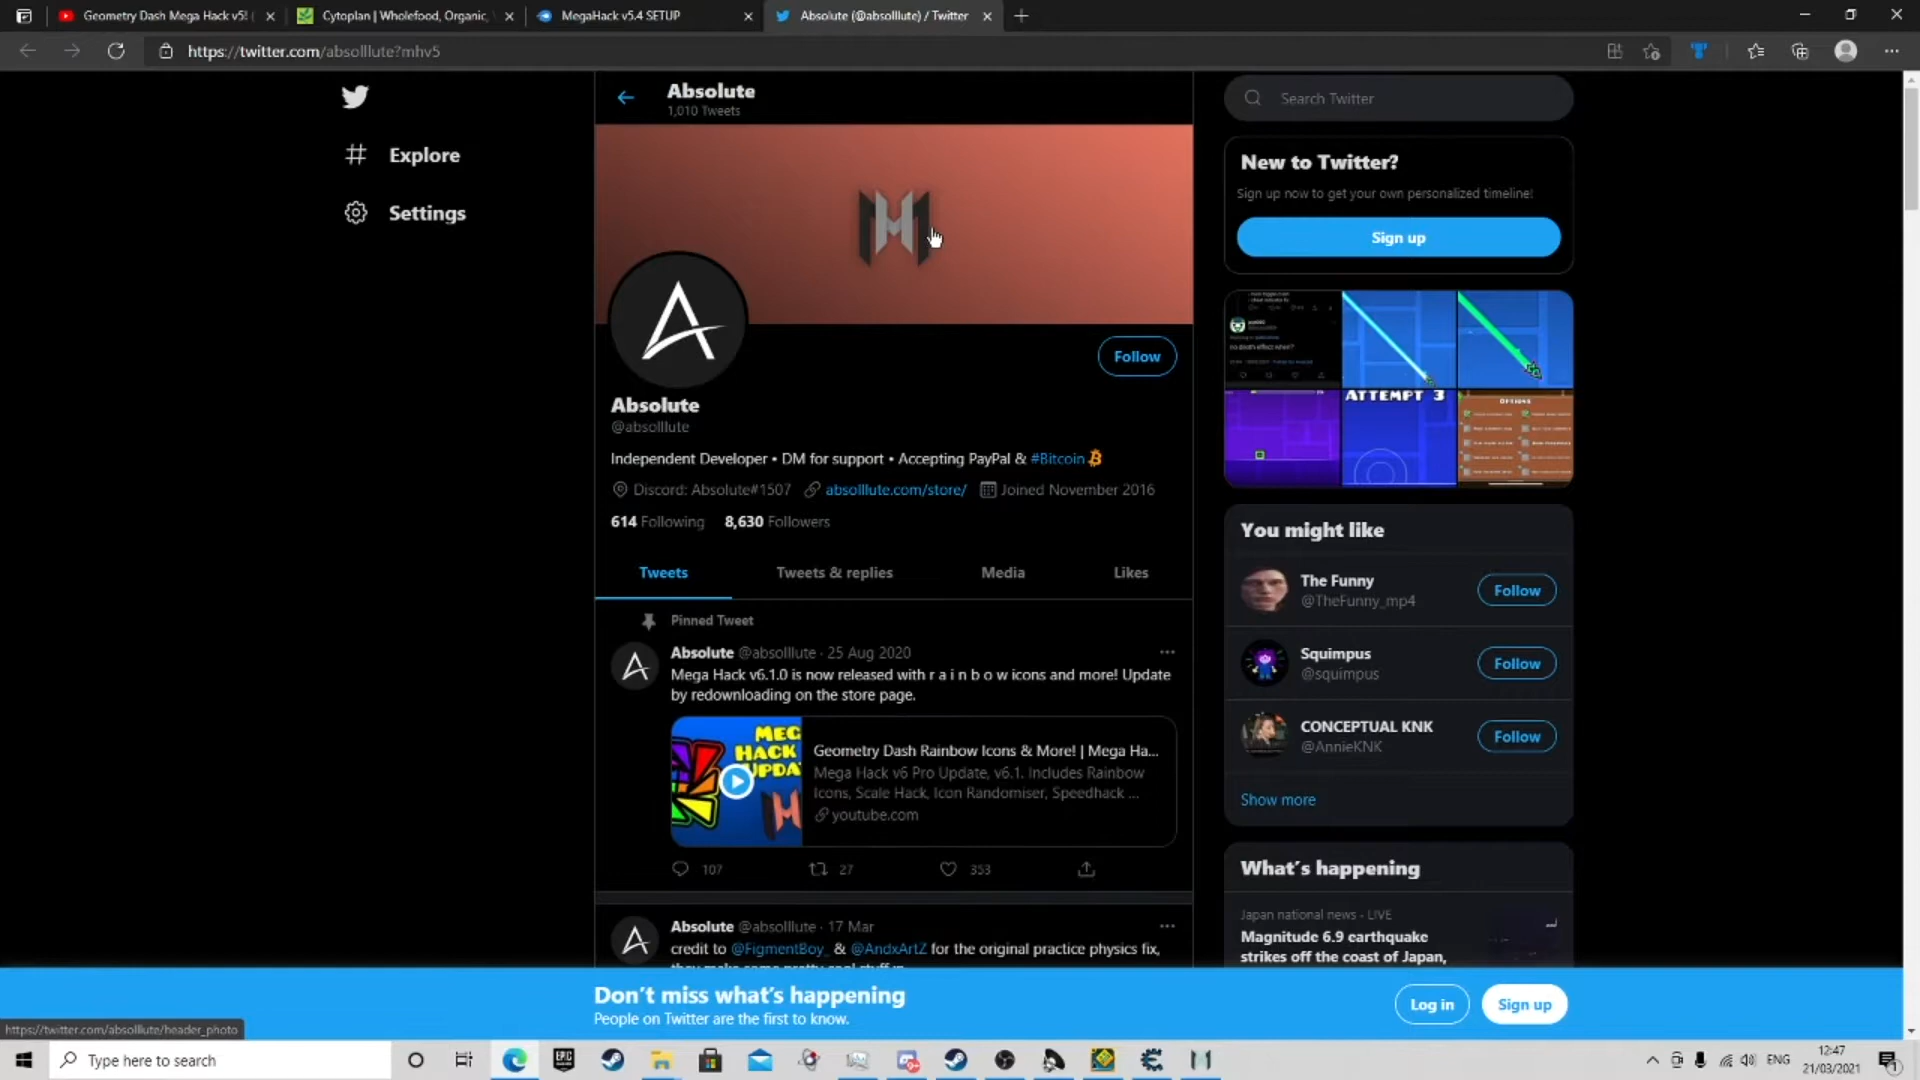 Geometry Dash Mega Hack v5! (
Cytoplan | Wholefood, Organic,
MegaHack v5.4 SETUP
Absolute (@absolllute) / Twitter
https://twitter.com/absolllute?mhv5
Explore
Settings
Absolute
1,010 Tweets
Follow
Absolute
@absolllute
Independent Developer • DM for support • Accepting PayPal & #Bitcoin
Discord: Absolute#1507 absolllute.com/store/ Joined November 2016
614 Following 8,630 Followers
Tweets Tweets & replies Media Likes
Pinned Tweet
Absolute @absolllute · 25 Aug 2020
Mega Hack v6.1.0 is now released with r a i n b o w icons and more! Update
by redownloading on the store page.
MEG
HACK
UPDA
Geometry Dash Rainbow Icons & More! | Mega Ha...
Mega Hack v6 Pro Update, v6.1. Includes Rainbow
Icons, Scale Hack, Icon Randomiser, Speedhack ...
youtube.com
107 27 353
Absolute @absolllute · 17 Mar
credit to @FigmentBoy_ & @AndxArtZ for the original practice physics fix,
Search Twitter
New to Twitter?
Sign up now to get your own personalized timeline!
Sign up
ATTEMPT 3
OPTIONS
You might like
The Funny
@TheFunny_mp4
Follow
Squimpus
@squimpus
Follow
CONCEPTUAL KNK
@AnnieKNK
Follow
Show more
What's happening
Japan national news - LIVE
Magnitude 6.9 earthquake
strikes off the coast of Japan,
Don't miss what's happening
People on Twitter are the first to know.
Log in
Sign up
https://twitter.com/absolllute/header_photo
Type here to search
EPIC
ENG
12:47
21/03/2021